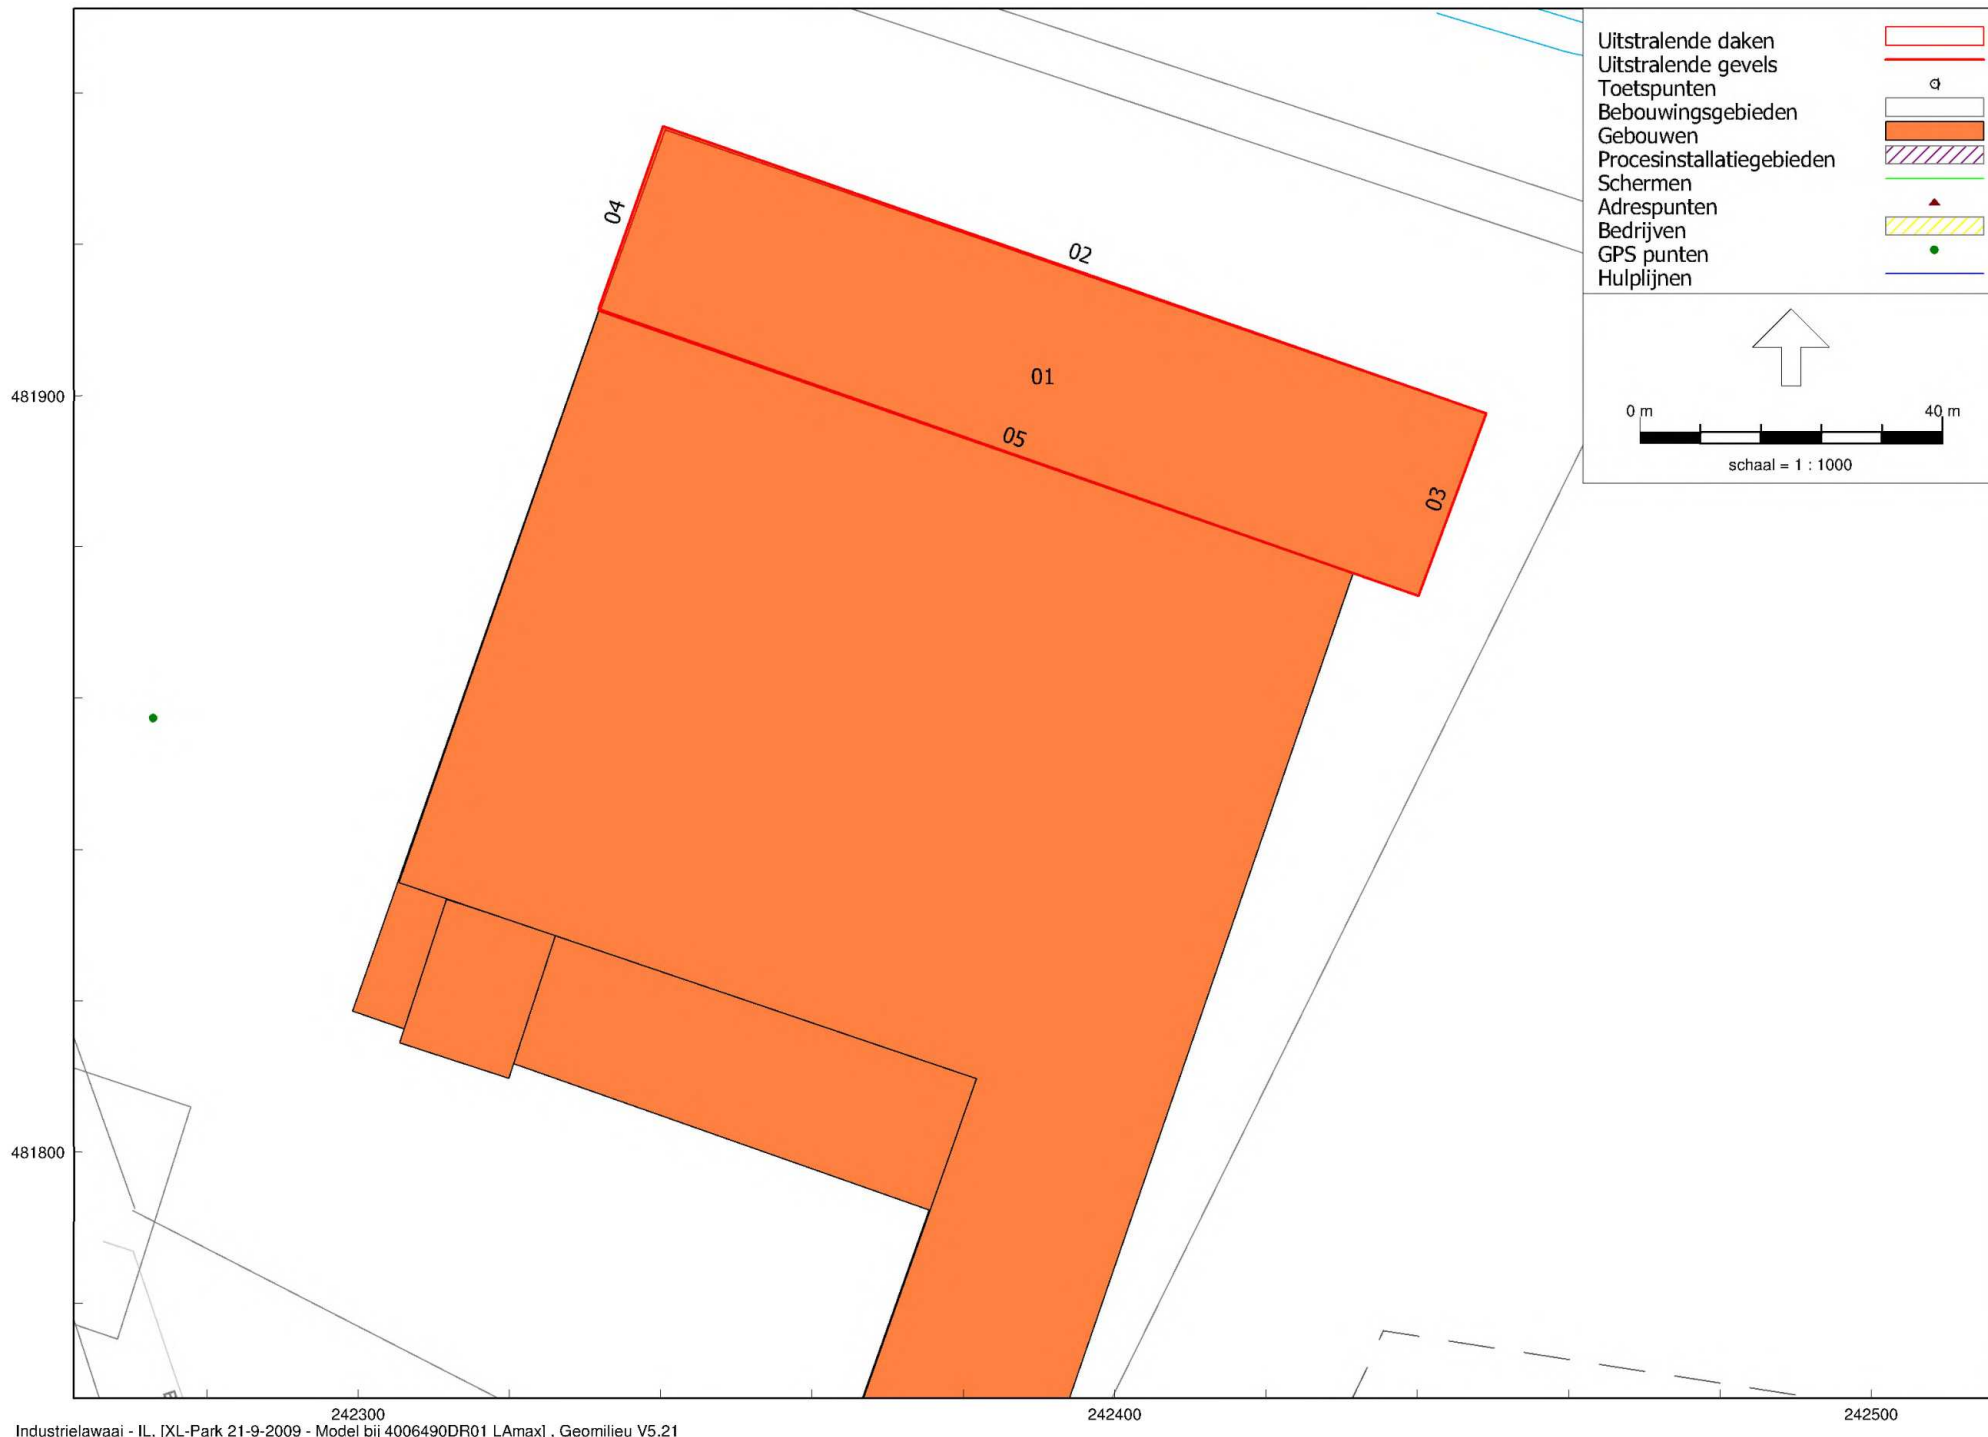 Uitstralende daken
Uitstralende gevels
Toetspunten
Bebouwingsgebieden
Gebouwen
Procesinstallatiegebieden
Schermen
Adrespunten
Bedrijven
GPS punten
Hulplijnen
0 m 40 m
schaal = 1 : 1000
04
02
01
05
03
481900
481800
242300 242400 242500
Industrielawaai - IL, [XL-Park 21-9-2009 - Model bij 4006490DR01 LAmax] , Geomilieu V5.21